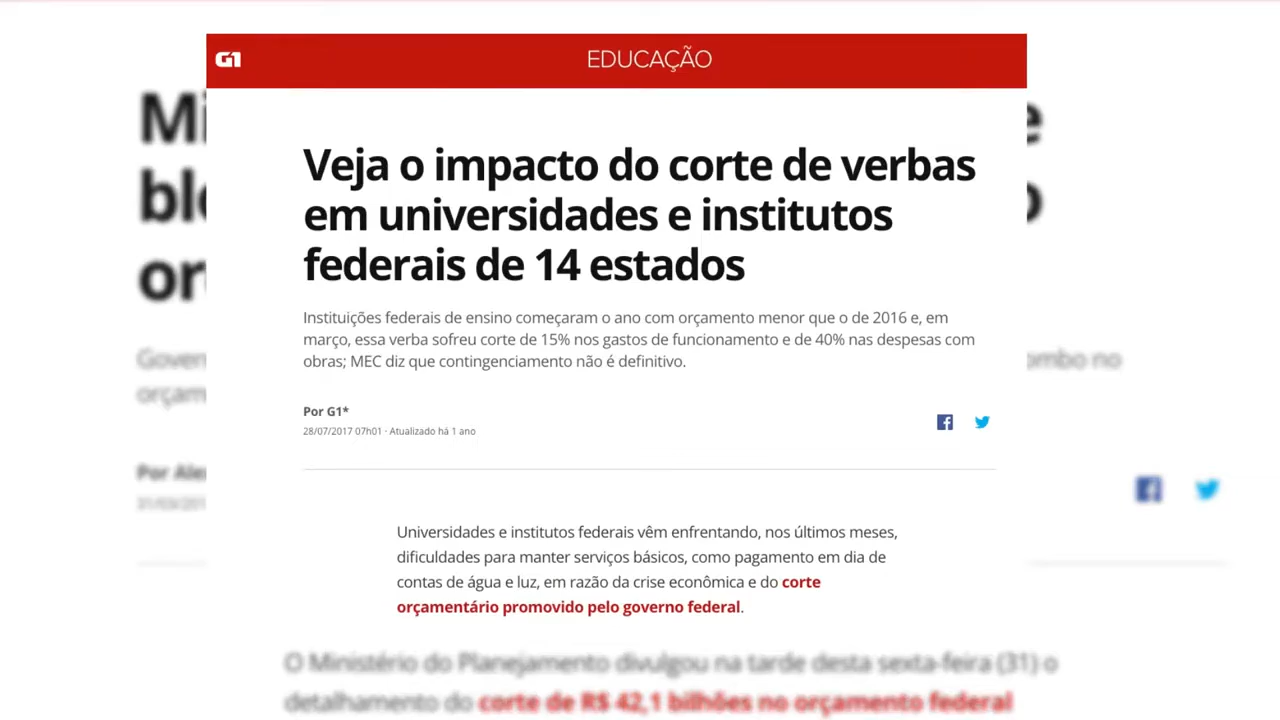 G1
EDUCAÇÃO
Veja o impacto do corte de verbas
em universidades e institutos
federais de 14 estados
Instituições federais de ensino começaram o ano com orçamento menor que o de 2016 e, em
março, essa verba sofreu corte de 15% nos gastos de funcionamento e de 40% nas despesas com
obras; MEC diz que contingenciamento não é definitivo.
Por G1*
28/07/2017 07h01 · Atualizado há 1 ano
Universidades e institutos federais vêm enfrentando, nos últimos meses,
dificuldades para manter serviços básicos, como pagamento em dia de
contas de água e luz, em razão da crise econômica e do corte
orçamentário promovido pelo governo federal.
O Ministério do Planejamento divulgou na tarde desta sexta-feira (31) o
detalhamento do corte de R$ 42,1 bilhões no orçamento federal